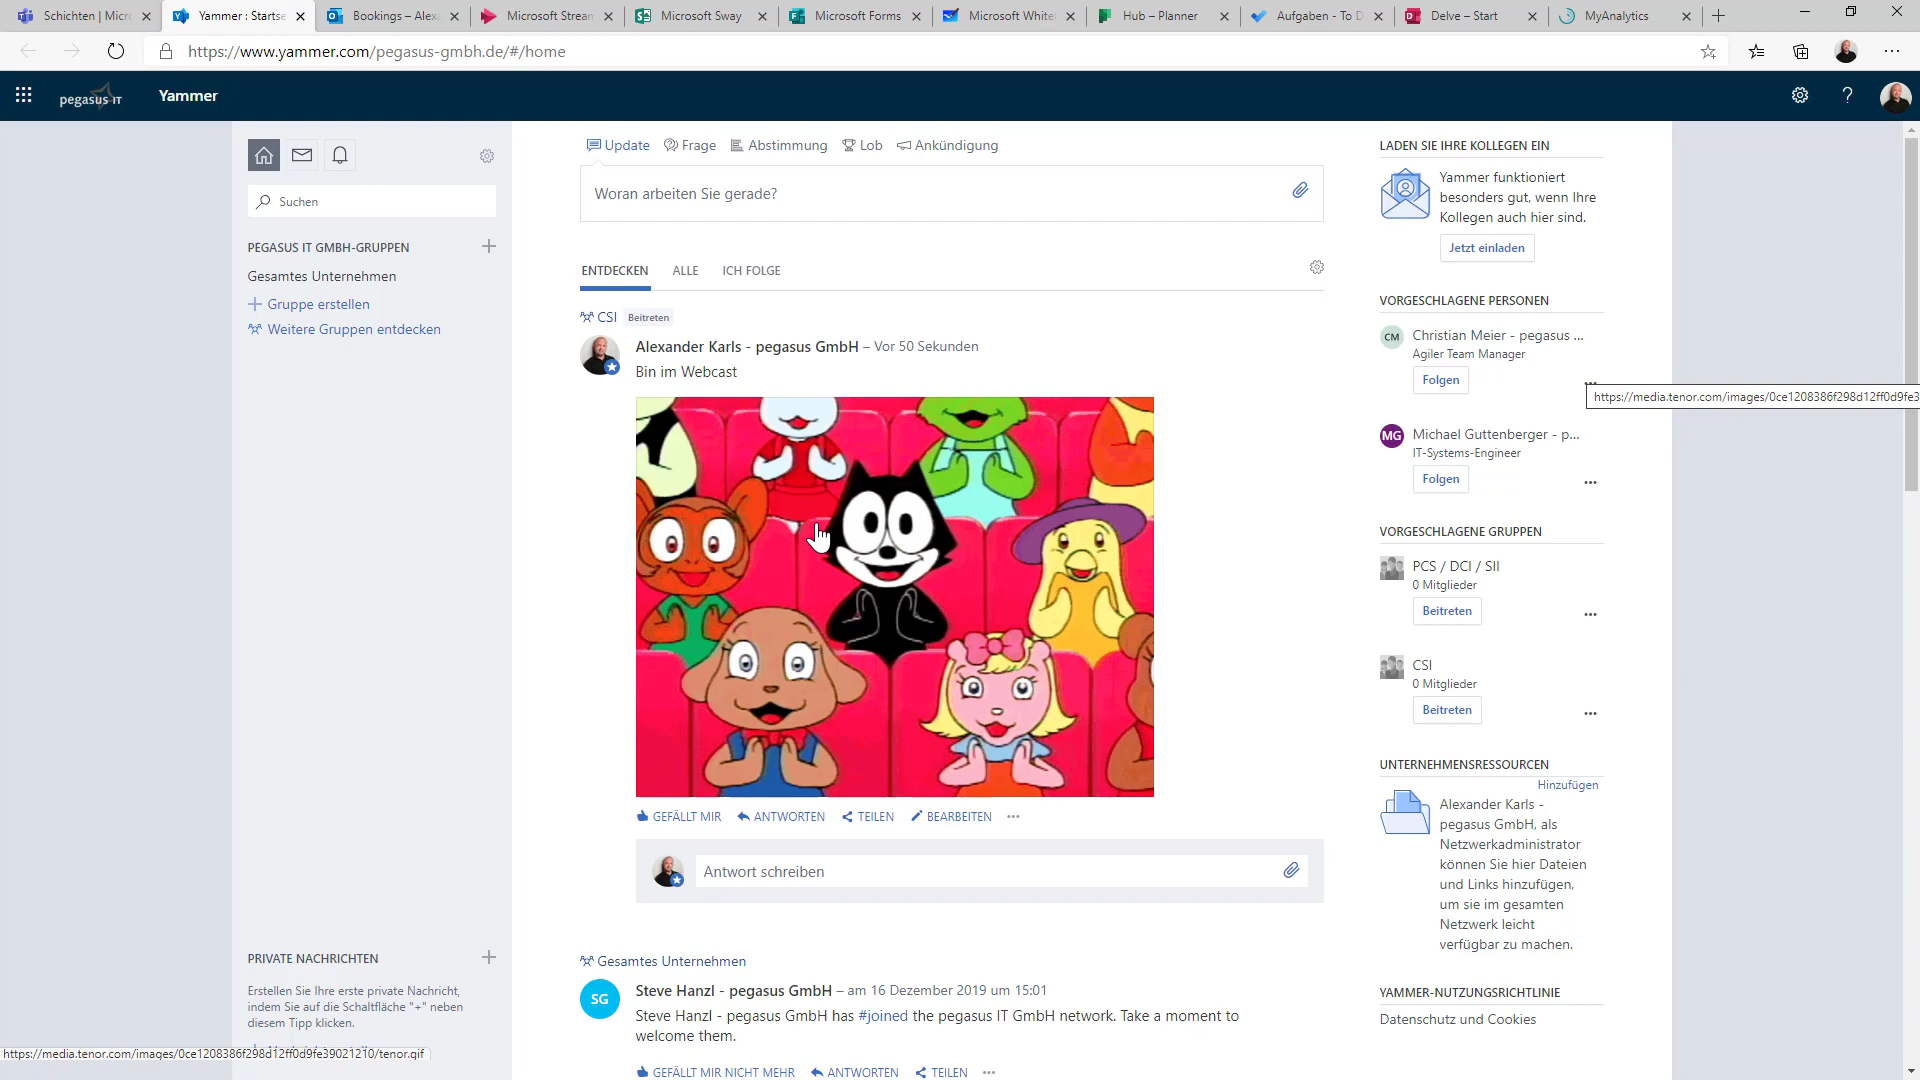 Schichten | Micr
Yammer : Startse
Bookings – Alex
Microsoft Strean
Microsoft Sway
Microsoft Forms
Microsoft White
Hub – Planner
Aufgaben - To D
Delve – Start
MyAnalytics
https://www.yammer.com/pegasus-gmbh.de/#/home
pegasus IT
Yammer
?
Suchen
PEGASUS IT GMBH-GRUPPEN
Gesamtes Unternehmen
Gruppe erstellen
Weitere Gruppen entdecken
PRIVATE NACHRICHTEN
Erstellen Sie Ihre erste private Nachricht,
indem Sie auf die Schaltfläche "+" neben
diesem Tipp klicken.
https://media.tenor.com/images/0ce1208386f298d12ff0d9fe39021210/tenor.gif
Update
Frage
Abstimmung
Lob
Ankündigung
Woran arbeiten Sie gerade?
ENTDECKEN
ALLE
ICH FOLGE
CSI Beitreten
Alexander Karls - pegasus GmbH – Vor 50 Sekunden
Bin im Webcast
GEFÄLLT MIR
ANTWORTEN
TEILEN
BEARBEITEN
Antwort schreiben
Gesamtes Unternehmen
SG
Steve Hanzl - pegasus GmbH – am 16 Dezember 2019 um 15:01
Steve Hanzl - pegasus GmbH has #joined the pegasus IT GmbH network. Take a moment to
welcome them.
GEFÄLLT MIR NICHT MEHR
ANTWORTEN
TEILEN
LADEN SIE IHRE KOLLEGEN EIN
Yammer funktioniert
besonders gut, wenn Ihre
Kollegen auch hier sind.
Jetzt einladen
VORGESCHLAGENE PERSONEN
CM
Christian Meier - pegasus ...
Agiler Team Manager
Folgen
https://media.tenor.com/images/0ce1208386f298d12ff0d9fe3
MG
Michael Guttenberger - p...
IT-Systems-Engineer
Folgen
VORGESCHLAGENE GRUPPEN
PCS / DCI / SII
0 Mitglieder
Beitreten
CSI
0 Mitglieder
Beitreten
UNTERNEHMENSRESSOURCEN
Hinzufügen
Alexander Karls -
pegasus GmbH, als
Netzwerkadministrator
können Sie hier Dateien
und Links hinzufügen,
um sie im gesamten
Netzwerk leicht
verfügbar zu machen.
YAMMER-NUTZUNGSRICHTLINIE
Datenschutz und Cookies